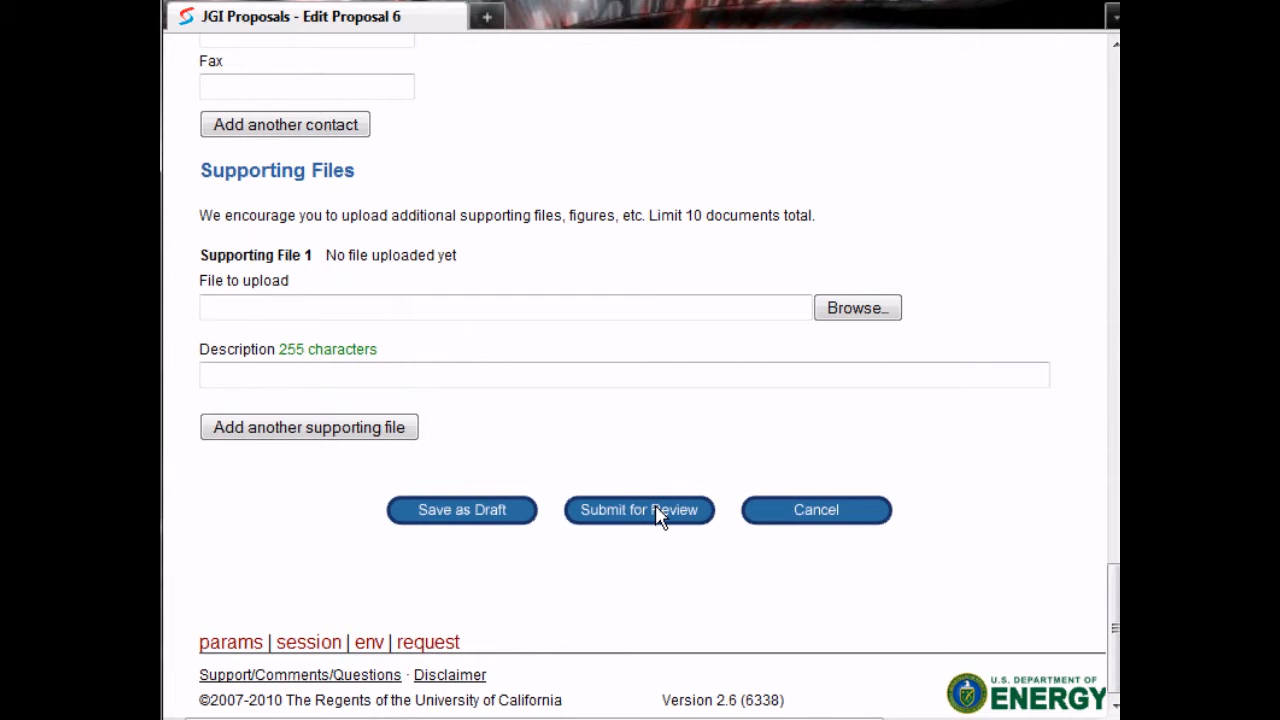 JGI Proposals - Edit Proposal 6
Fax
Add another contact
Supporting Files
We encourage you to upload additional supporting files, figures, etc. Limit 10 documents total.
Supporting File 1 No file uploaded yet
File to upload
Browse...
Description 255 characters
Add another supporting file
Save as Draft Submit for Review Cancel
params | session | env | request
Support/Comments/Questions · Disclaimer
©2007-2010 The Regents of the University of California Version 2.6 (6338)
U.S. DEPARTMENT OF
ENERGY